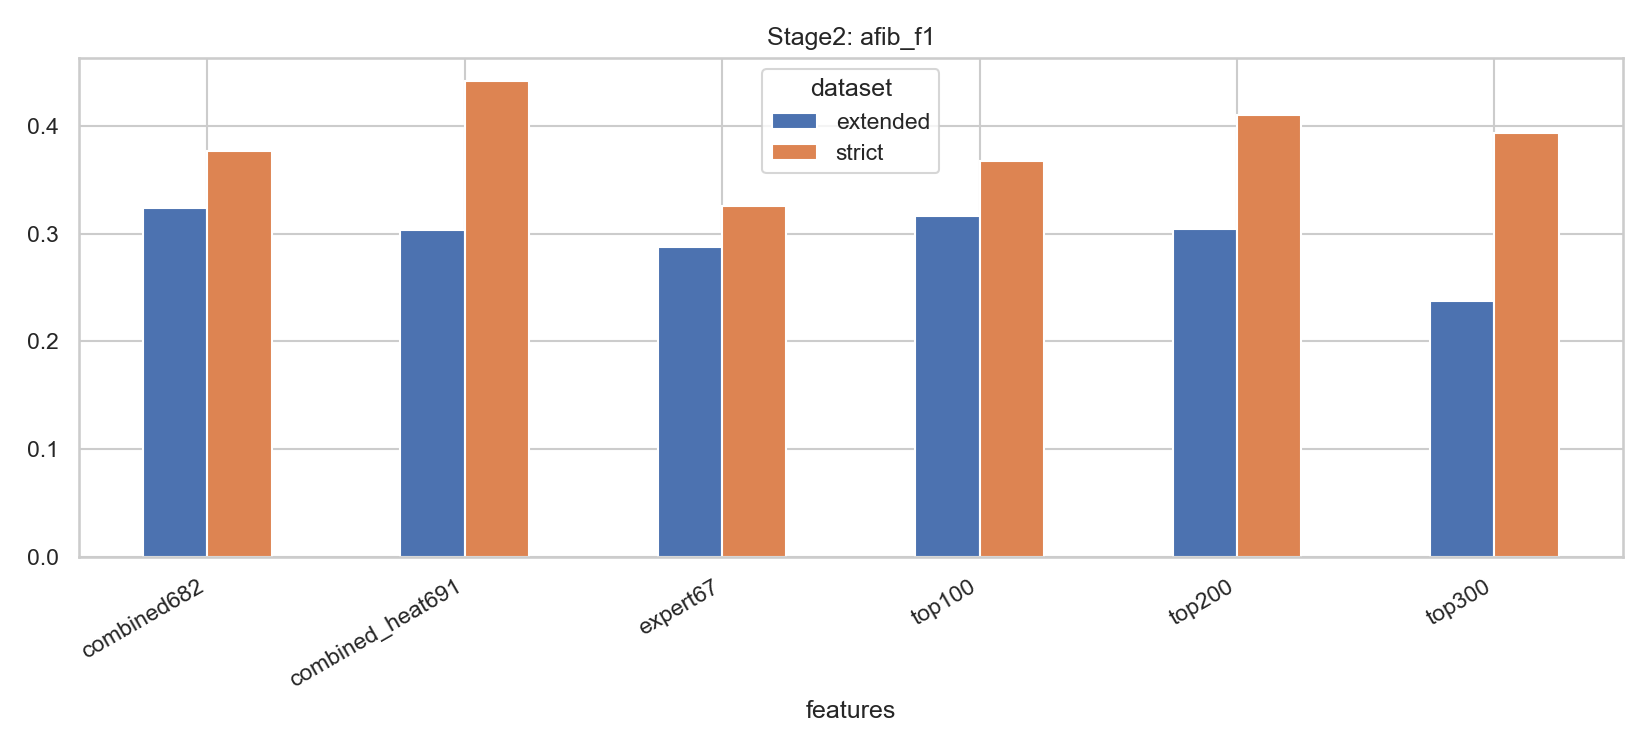 Stage2: afib_f1
dataset
extended
strict
0.4
0.3
0.2
0.1
0.0
combined682
combined_heat691
expert67
top100
top200
top300
features